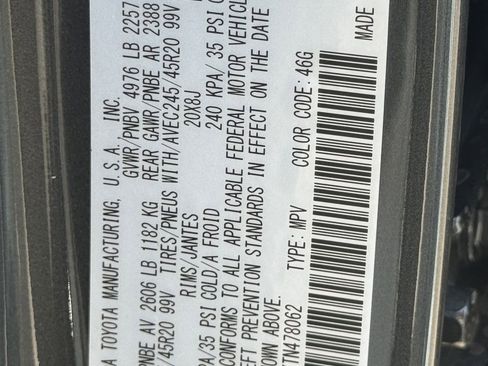 A TOYOTA MANUFACTURING, U.S.A. INC.
GVWR/PNBV 4976 LB 2257
PNBE AV 2606 LB 1182 KG REAR GAWR/PNBE AR 2388
/45R20 99V TIRES/PNEUS WITH/AVEC245/45R20 99V
RIMS/JANTES 20X8J
PA/35 PSI COLD/A FROID 240 KPA/ 35 PSI C
CONFORMS TO ALL APPLICABLE FEDERAL MOTOR VEHICL
EFT PREVENTION STANDARDS IN EFFECT ON THE DATE
OWN ABOVE.
TN478062 TYPE: MPV COLOR CODE: 46G MADE